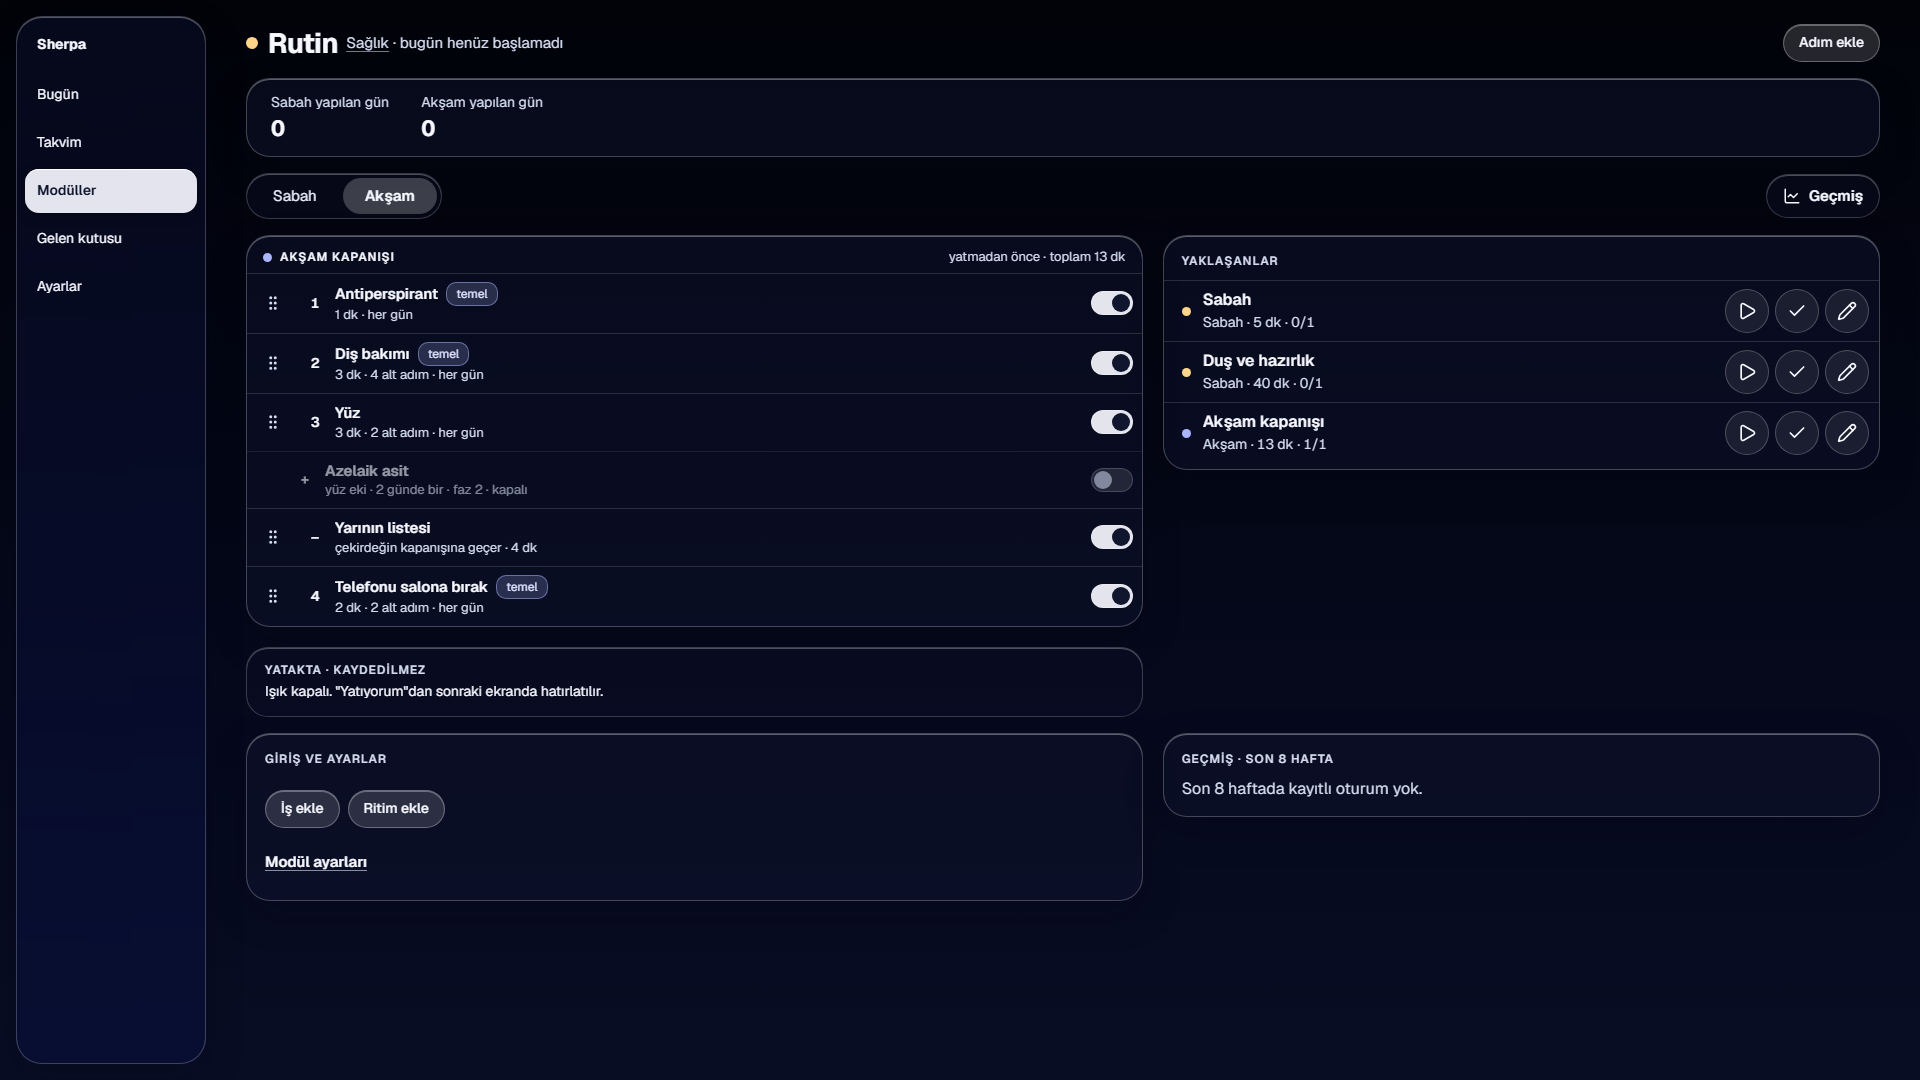 Sherpa
Bugün
Takvim
Modüller
Gelen kutusu
Ayarlar
Rutin Sağlık · bugün henüz başlamadı
Adım ekle
Sabah yapılan gün
0
Akşam yapılan gün
0
Sabah
Akşam
Geçmiş
AKŞAM KAPANIŞI
yatmadan önce · toplam 13 dk
1
Antiperspirant temel
1 dk · her gün
2
Diş bakımı temel
3 dk · 4 alt adım · her gün
3
Yüz
3 dk · 2 alt adım · her gün
+
Azelaik asit
yüz eki · 2 günde bir · faz 2 · kapalı
–
Yarının listesi
çekirdeğin kapanışına geçer · 4 dk
4
Telefonu salona bırak temel
2 dk · 2 alt adım · her gün
YAKLAŞANLAR
Sabah
Sabah · 5 dk · 0/1
Duş ve hazırlık
Sabah · 40 dk · 0/1
Akşam kapanışı
Akşam · 13 dk · 1/1
YATAKTA · KAYDEDİLMEZ
Işık kapalı. "Yatıyorum"dan sonraki ekranda hatırlatılır.
GİRİŞ VE AYARLAR
İş ekle
Ritim ekle
Modül ayarları
GEÇMİŞ · SON 8 HAFTA
Son 8 haftada kayıtlı oturum yok.